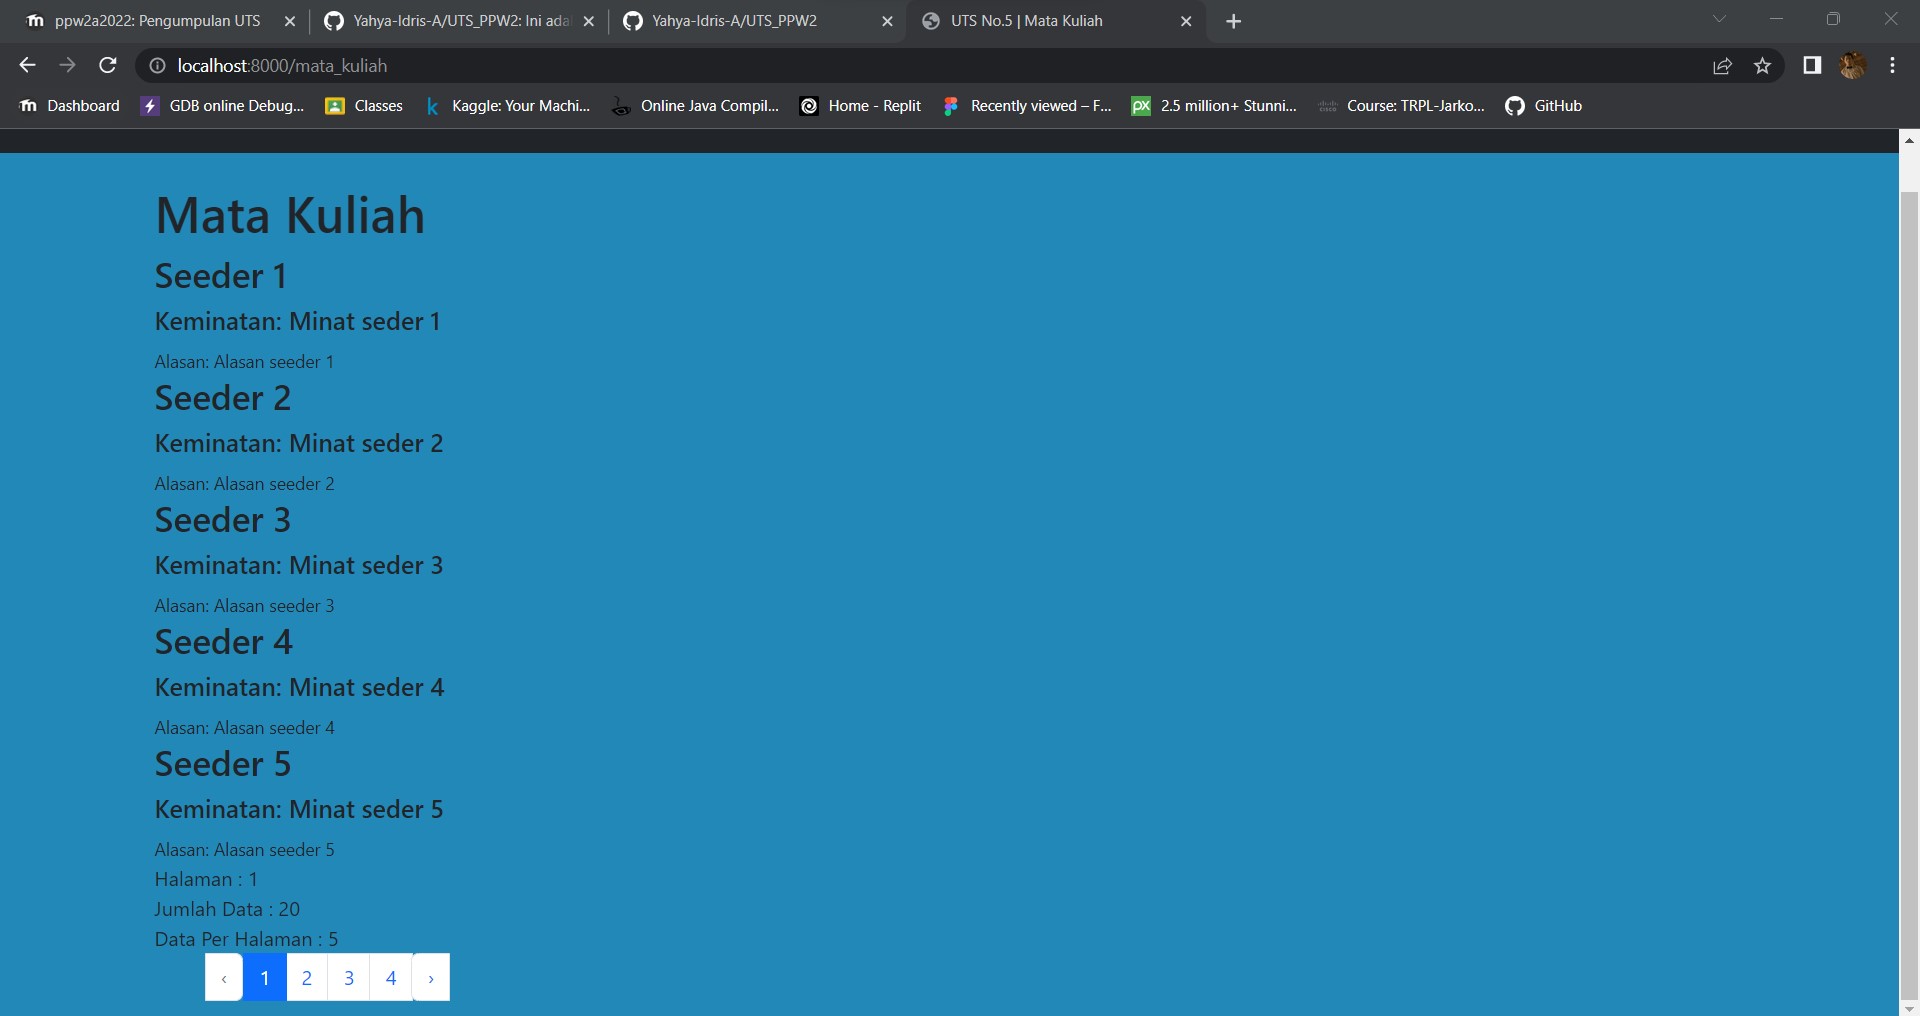 ppw2a2022: Pengumpulan UTS
Yahya-Idris-A/UTS_PPW2: Ini ada
Yahya-Idris-A/UTS_PPW2
UTS No.5 | Mata Kuliah
localhost:8000/mata_kuliah
Dashboard
GDB online Debug...
Classes
Kaggle: Your Machi...
Online Java Compil...
Home - Replit
Recently viewed – F...
2.5 million+ Stunni...
Course: TRPL-Jarko...
GitHub
Mata Kuliah
Seeder 1
Keminatan: Minat seder 1
Alasan: Alasan seeder 1
Seeder 2
Keminatan: Minat seder 2
Alasan: Alasan seeder 2
Seeder 3
Keminatan: Minat seder 3
Alasan: Alasan seeder 3
Seeder 4
Keminatan: Minat seder 4
Alasan: Alasan seeder 4
Seeder 5
Keminatan: Minat seder 5
Alasan: Alasan seeder 5
Halaman : 1
Jumlah Data : 20
Data Per Halaman : 5
‹ 1 2 3 4 ›